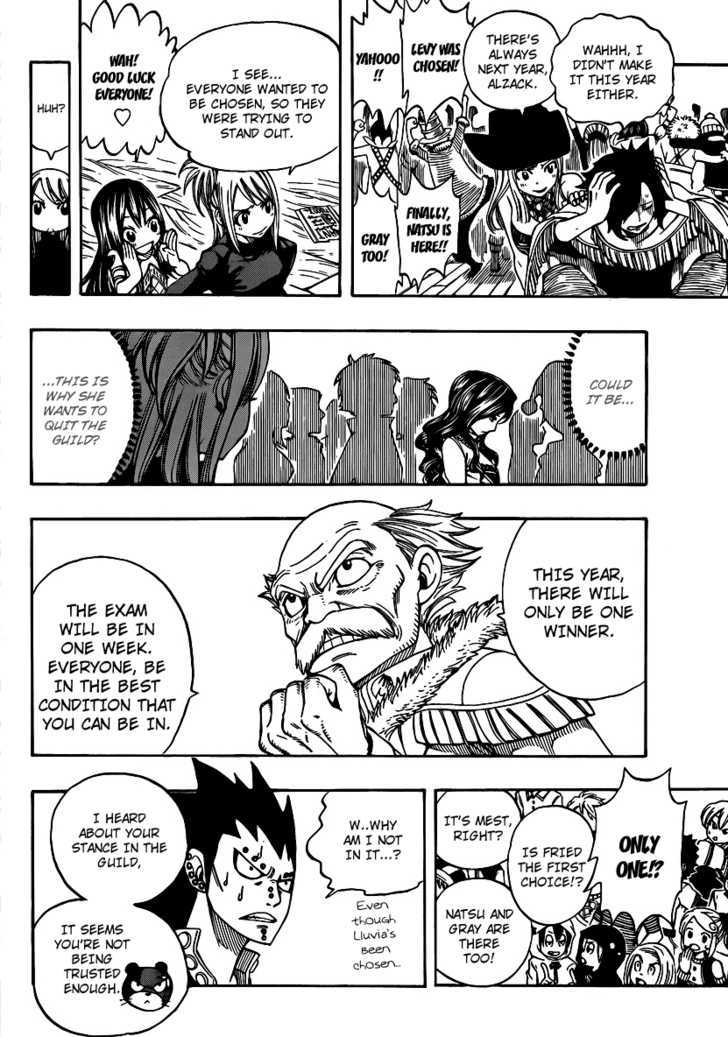 WAHHH, I
DIDN'T MAKE
IT THIS YEAR
EITHER.
THERE'S
ALWAYS
NEXT YEAR,
ALZACK.
LEVY WAS
CHOSEN!
YAHOOO
!!
FINALLY,
NATSU IS
HERE!!
GRAY
TOO!
I SEE...
EVERYONE WANTED TO
BE CHOSEN, SO THEY
WERE TRYING TO
STAND OUT.
WAH!
GOOD LUCK
EVERYONE!
♡
HUH?
COULD
IT BE...
...THIS IS
WHY SHE
WANTS TO
QUIT THE
GUILD?
THIS YEAR,
THERE WILL
ONLY BE ONE
WINNER.
THE EXAM
WILL BE IN
ONE WEEK.
EVERYONE, BE
IN THE BEST
CONDITION THAT
YOU CAN BE IN.
ONLY
ONE!?
IS FRIED
THE FIRST
CHOICE!?
IT'S MEST,
RIGHT?
NATSU AND
GRAY ARE
THERE
TOO!
W..WHY
AM I NOT
IN IT...?
Even
though
Lluvia's
Been
chosen..
I HEARD
ABOUT YOUR
STANCE IN THE
GUILD,
IT SEEMS
YOU'RE NOT
BEING
TRUSTED
ENOUGH.